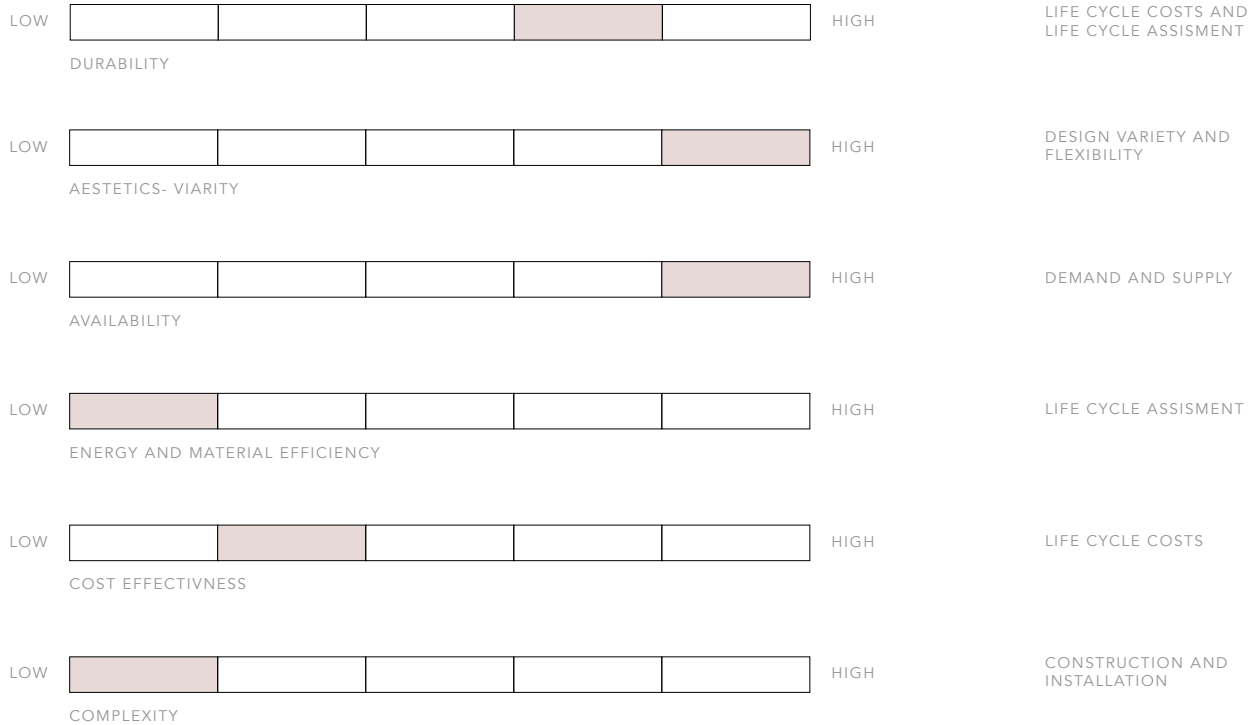 LOW HIGH LIFE CYCLE COSTS AND
LIFE CYCLE ASSISMENT
DURABILITY
LOW HIGH DESIGN VARIETY AND
FLEXIBILITY
AESTETICS- VIARITY
LOW HIGH DEMAND AND SUPPLY
AVAILABILITY
LOW HIGH LIFE CYCLE ASSISMENT
ENERGY AND MATERIAL EFFICIENCY
LOW HIGH LIFE CYCLE COSTS
COST EFFECTIVNESS
LOW HIGH CONSTRUCTION AND
INSTALLATION
COMPLEXITY